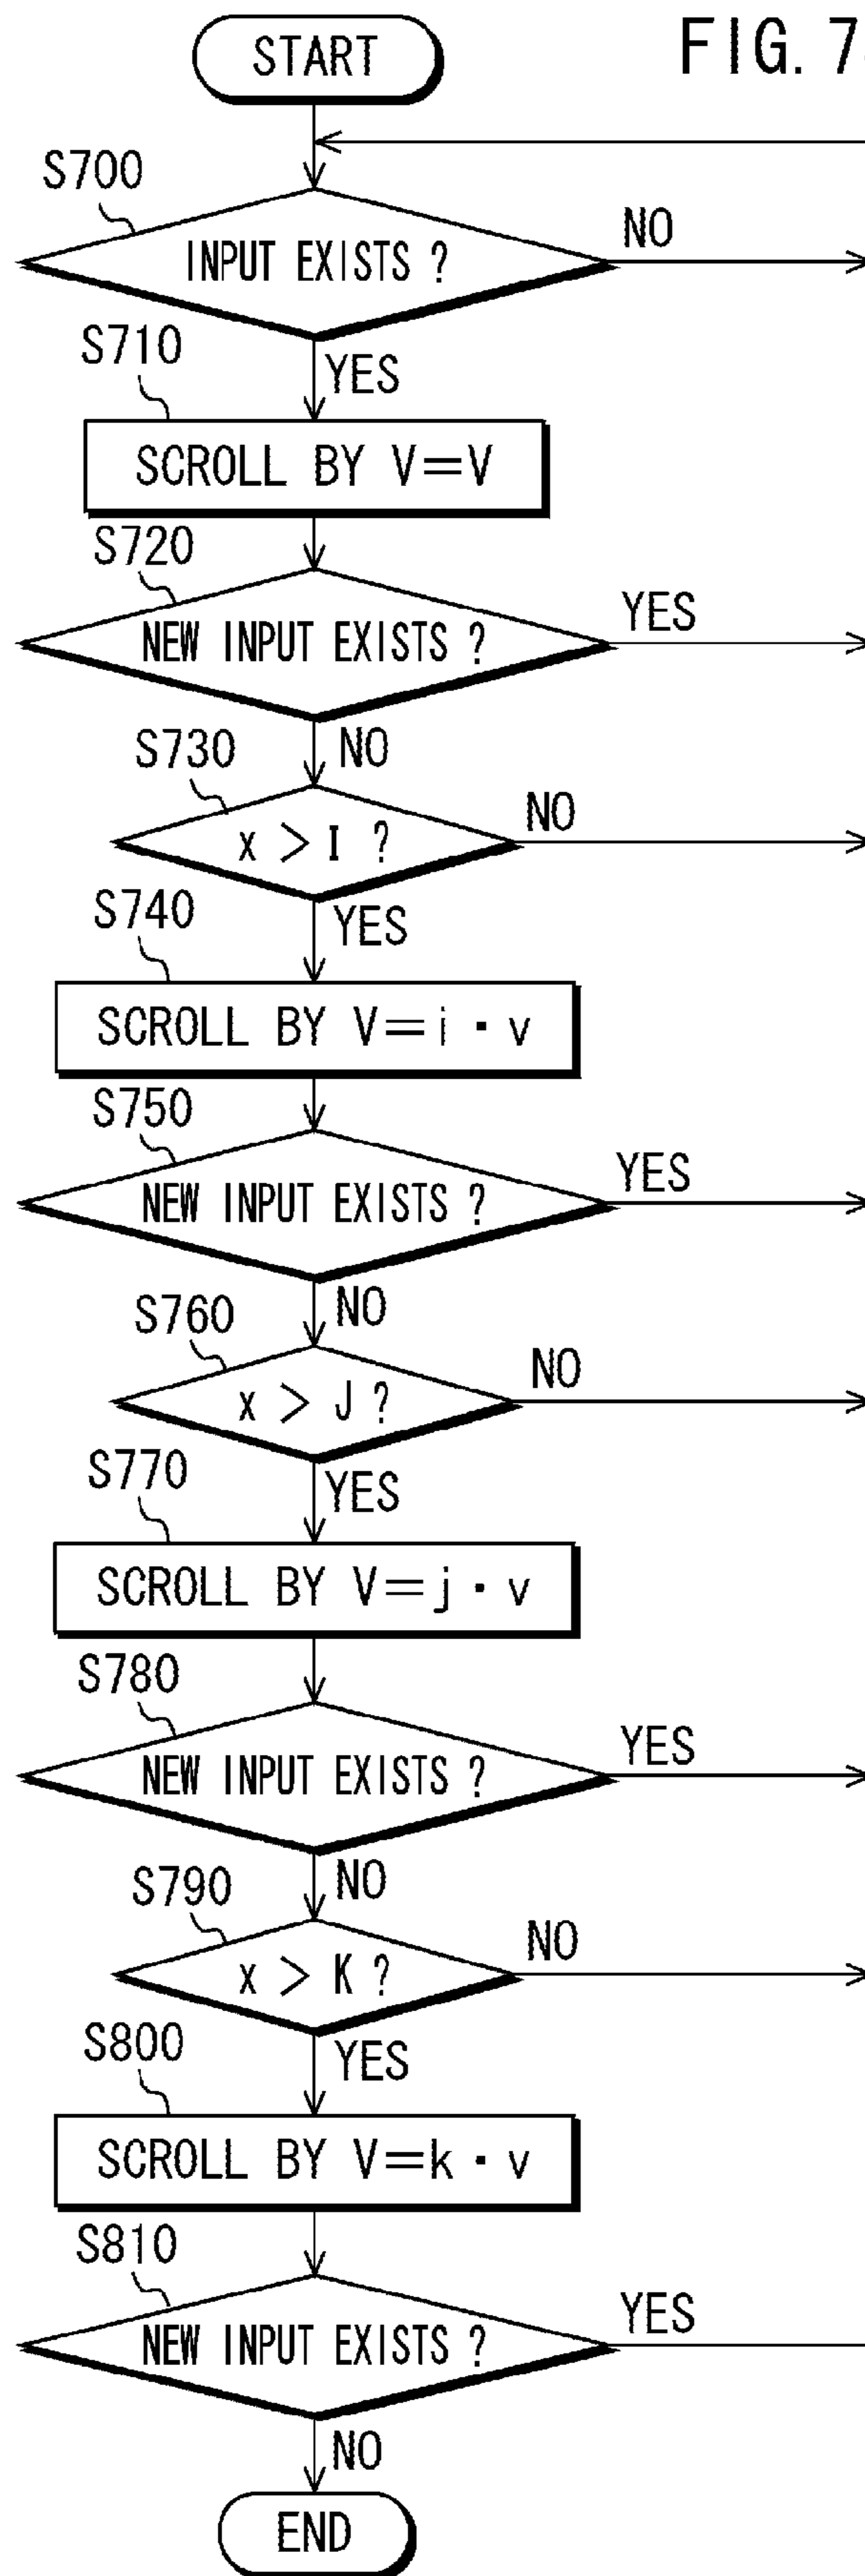 START
FIG. 7
S700
INPUT EXISTS ?
NO
S710
YES
SCROLL BY V=V
S720
NEW INPUT EXISTS ?
YES
S730
NO
x > I ?
NO
S740
YES
SCROLL BY V=i・v
S750
NEW INPUT EXISTS ?
YES
S760
NO
x > J ?
NO
S770
YES
SCROLL BY V=j・v
S780
NEW INPUT EXISTS ?
YES
S790
NO
x > K ?
NO
S800
YES
SCROLL BY V=k・v
S810
NEW INPUT EXISTS ?
YES
NO
END